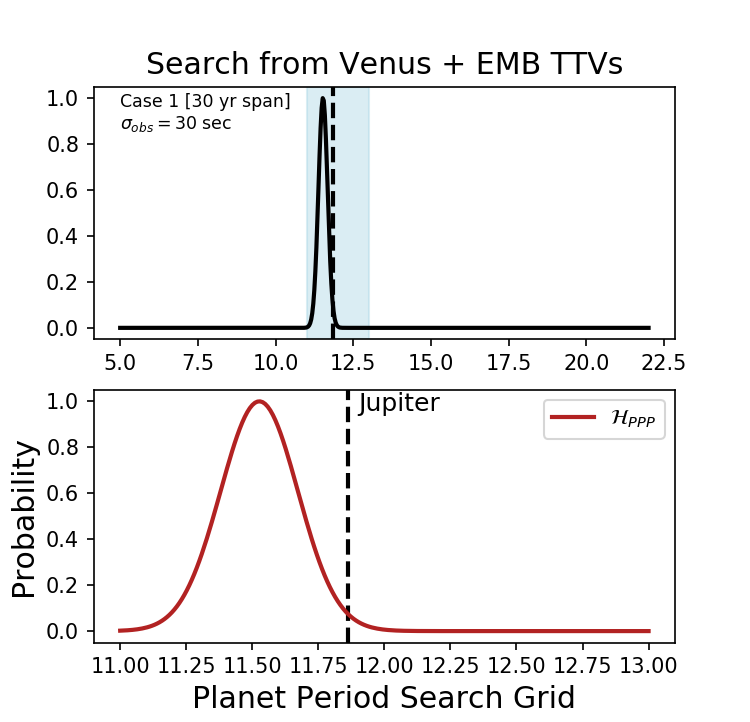 Search from Venus + EMB TTVs
Case 1 [30 yr span]
σ_obs = 30 sec
1.0
0.8
0.6
0.4
0.2
0.0
5.0 7.5 10.0 12.5 15.0 17.5 20.0 22.5
Jupiter
ℋ_PPP
Probability
1.0
0.8
0.6
0.4
0.2
0.0
11.00 11.25 11.50 11.75 12.00 12.25 12.50 12.75 13.00
Planet Period Search Grid